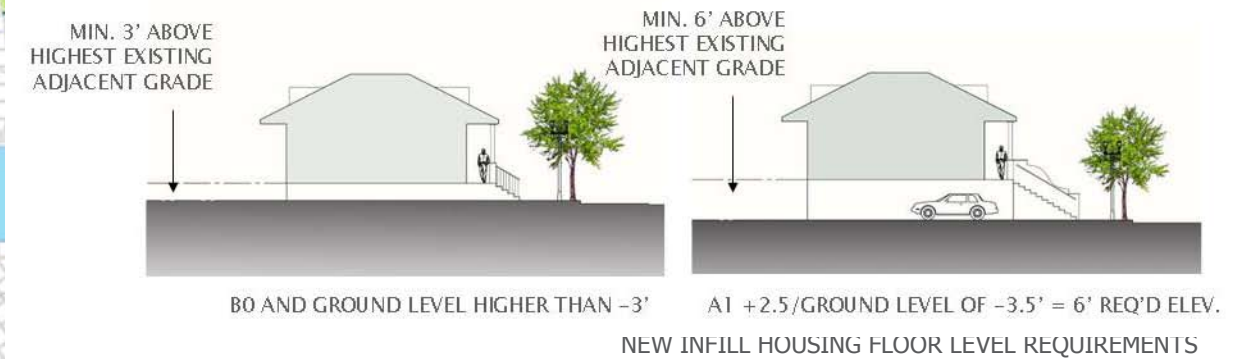 MIN. 3' ABOVE
HIGHEST EXISTING
ADJACENT GRADE
MIN. 6' ABOVE
HIGHEST EXISTING
ADJACENT GRADE
B0 AND GROUND LEVEL HIGHER THAN –3'
A1 +2.5/GROUND LEVEL OF –3.5' = 6' REQ'D ELEV.
NEW INFILL HOUSING FLOOR LEVEL REQUIREMENTS